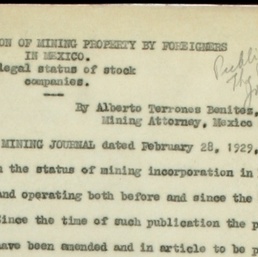 ON OF MINING PROPERTY BY FOREIGNERS
IN MEXICO.
legal status of stock
companies.
By Alberto Terrones Benitez,
Mining Attorney, Mexico
MINING JOURNAL dated February 28, 1929,
the status of mining incorporation in
and operating both before and since the
Since the time of such publication the p
have been amended and in article to be p